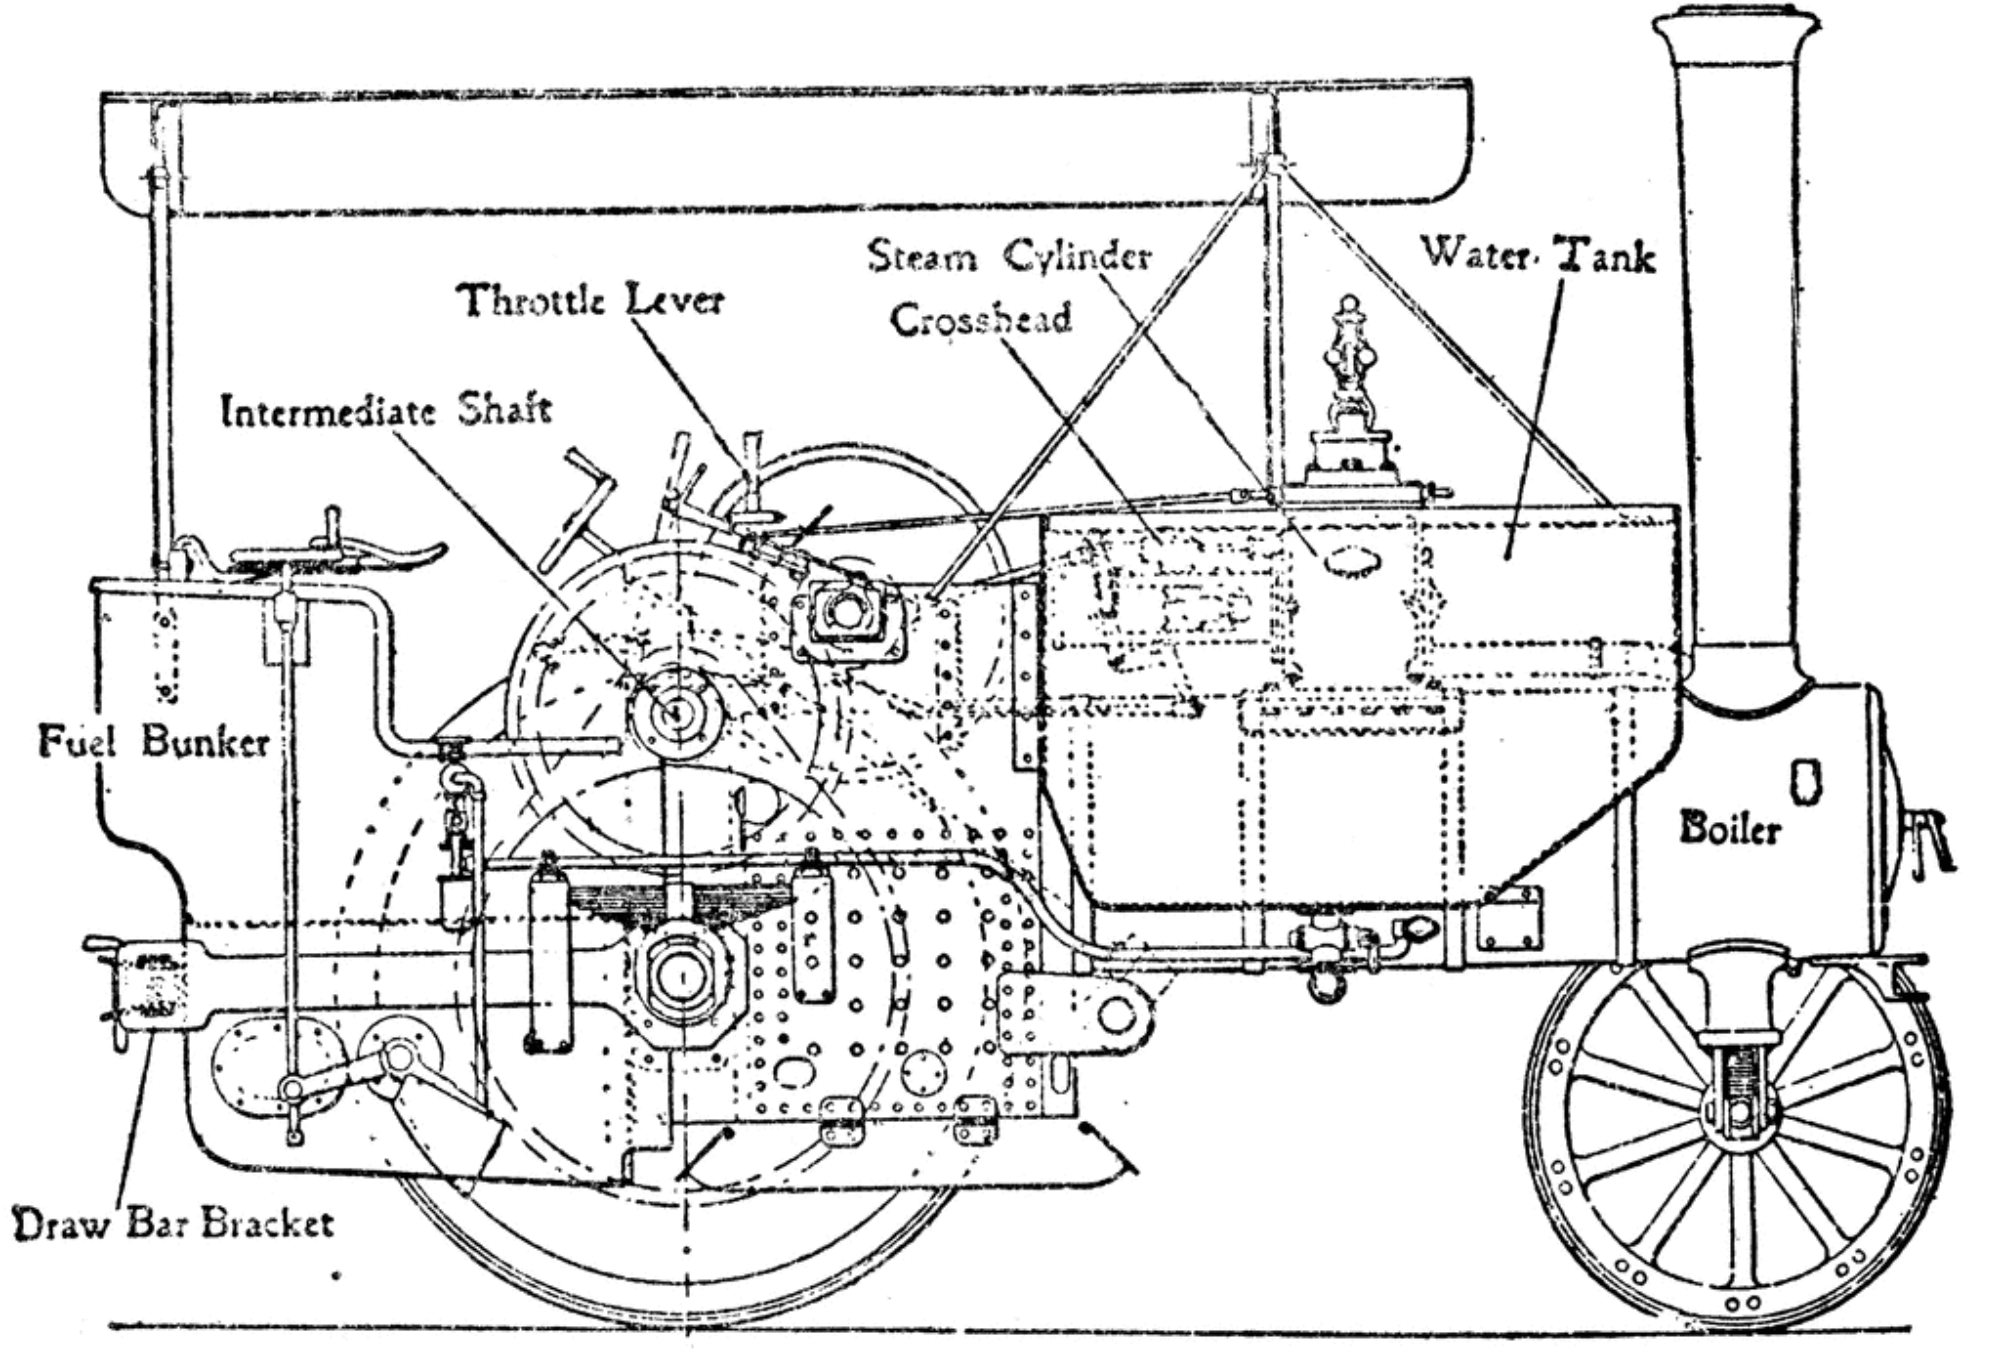 Steam Cylinder
Water Tank
Throttle Lever
Crosshead
Intermediate Shaft
Fuel Bunker
Boiler
Draw Bar Bracket